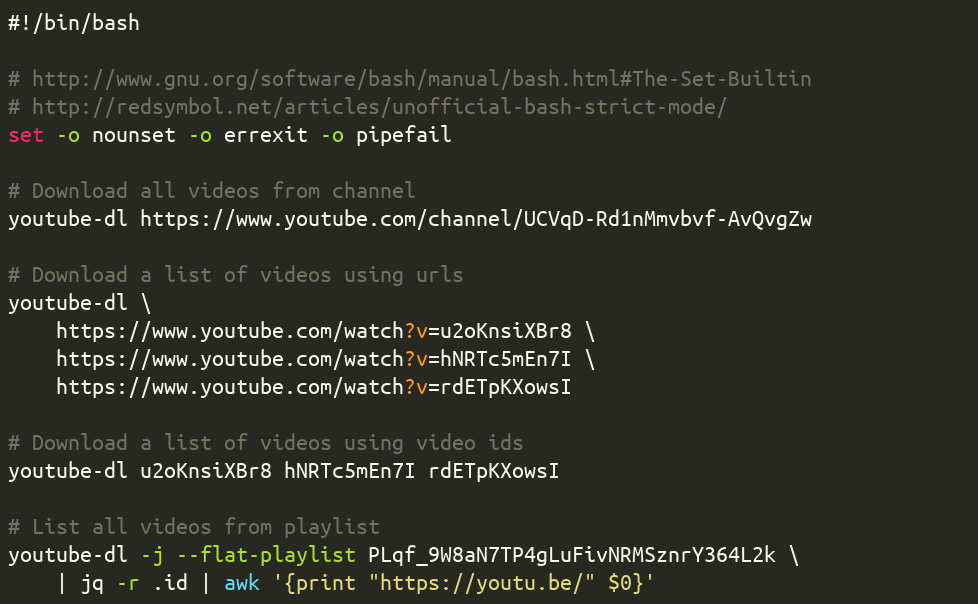 #!/bin/bash

# http://www.gnu.org/software/bash/manual/bash.html#The-Set-Builtin
# http://redsymbol.net/articles/unofficial-bash-strict-mode/
set -o nounset -o errexit -o pipefail

# Download all videos from channel
youtube-dl https://www.youtube.com/channel/UCVqD-Rd1nMmvbvf-AvQvgZw

# Download a list of videos using urls
youtube-dl \
    https://www.youtube.com/watch?v=u2oKnsiXBr8 \
    https://www.youtube.com/watch?v=hNRTc5mEn7I \
    https://www.youtube.com/watch?v=rdETpKXowsI

# Download a list of videos using video ids
youtube-dl u2oKnsiXBr8 hNRTc5mEn7I rdETpKXowsI

# List all videos from playlist
youtube-dl -j --flat-playlist PLqf_9W8aN7TP4gLuFivNRMSznrY364L2k \
    | jq -r .id | awk '{print "https://youtu.be/" $0}'